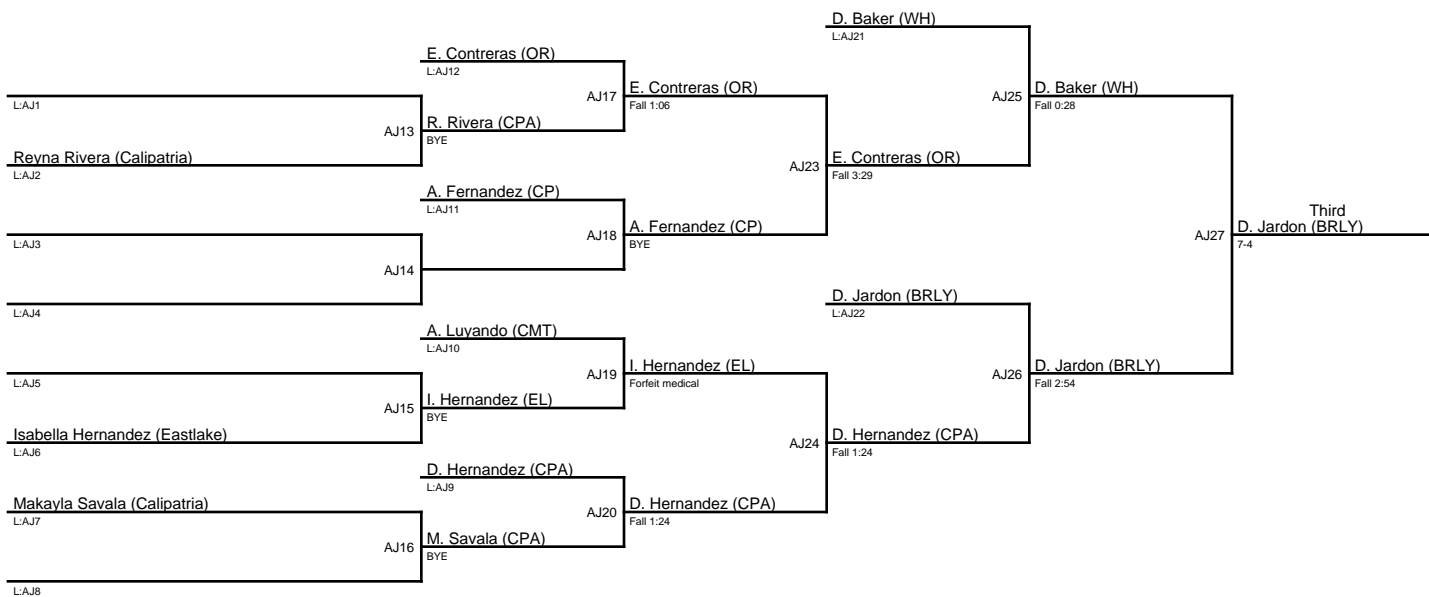 D. Baker (WH)
L:AJ21
E. Contreras (OR)
L:AJ12
AJ17
E. Contreras (OR)
Fall 1:06
AJ25
D. Baker (WH)
Fall 0:28
L:AJ1
AJ13
R. Rivera (CPA)
BYE
Reyna Rivera (Calipatria)
L:AJ2
AJ23
E. Contreras (OR)
Fall 3:29
A. Fernandez (CP)
L:AJ11
L:AJ3
AJ18
A. Fernandez (CP)
BYE
AJ27
Third
D. Jardon (BRLY)
7-4
AJ14
L:AJ4
D. Jardon (BRLY)
L:AJ22
A. Luyando (CMT)
L:AJ10
L:AJ5
AJ19
I. Hernandez (EL)
Forfeit medical
AJ26
D. Jardon (BRLY)
Fall 2:54
AJ15
I. Hernandez (EL)
BYE
Isabella Hernandez (Eastlake)
L:AJ6
AJ24
D. Hernandez (CPA)
Fall 1:24
D. Hernandez (CPA)
L:AJ9
Makayla Savala (Calipatria)
L:AJ7
AJ20
D. Hernandez (CPA)
Fall 1:24
AJ16
M. Savala (CPA)
BYE
L:AJ8